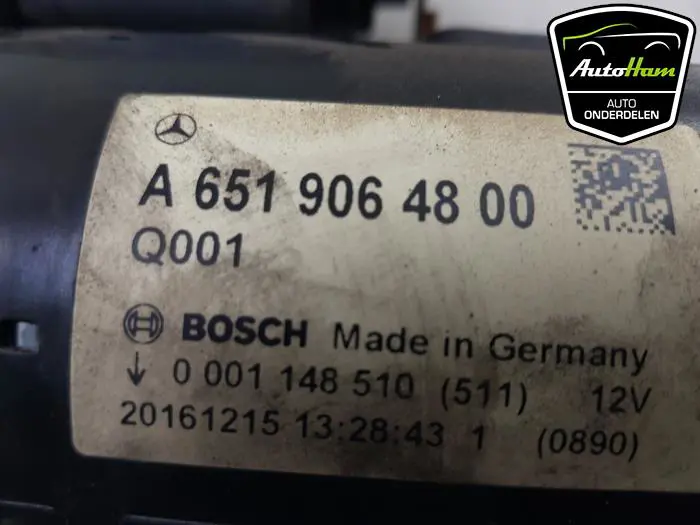 AutoHam
AUTO
ONDERDELEN
A 651 906 48 00
Q001
BOSCH Made in Germany
↓ 0 001 148 510 (511) 12V
20161215 13:28:43 1 (0890)